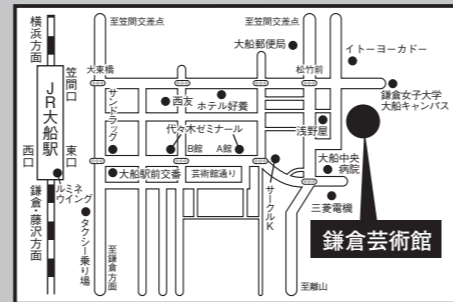 横浜方面
JR大船駅
笠間口
西口
東口
ルミネ
ウイング
鎌倉・藤沢方面
タクシー乗り場
至笠間交差点
大東橋
サンドラッグ
西友
ホテル好養
代々木ゼミナール
B館
A館
大船駅前交番
芸術館通り
至鎌倉方面
至笠間交差点
大船郵便局
松竹前
イトーヨーカドー
鎌倉女子大学
大船キャンパス
浅野屋
大船中央
病院
サークルK
三菱電機
鎌倉芸術館
至離山